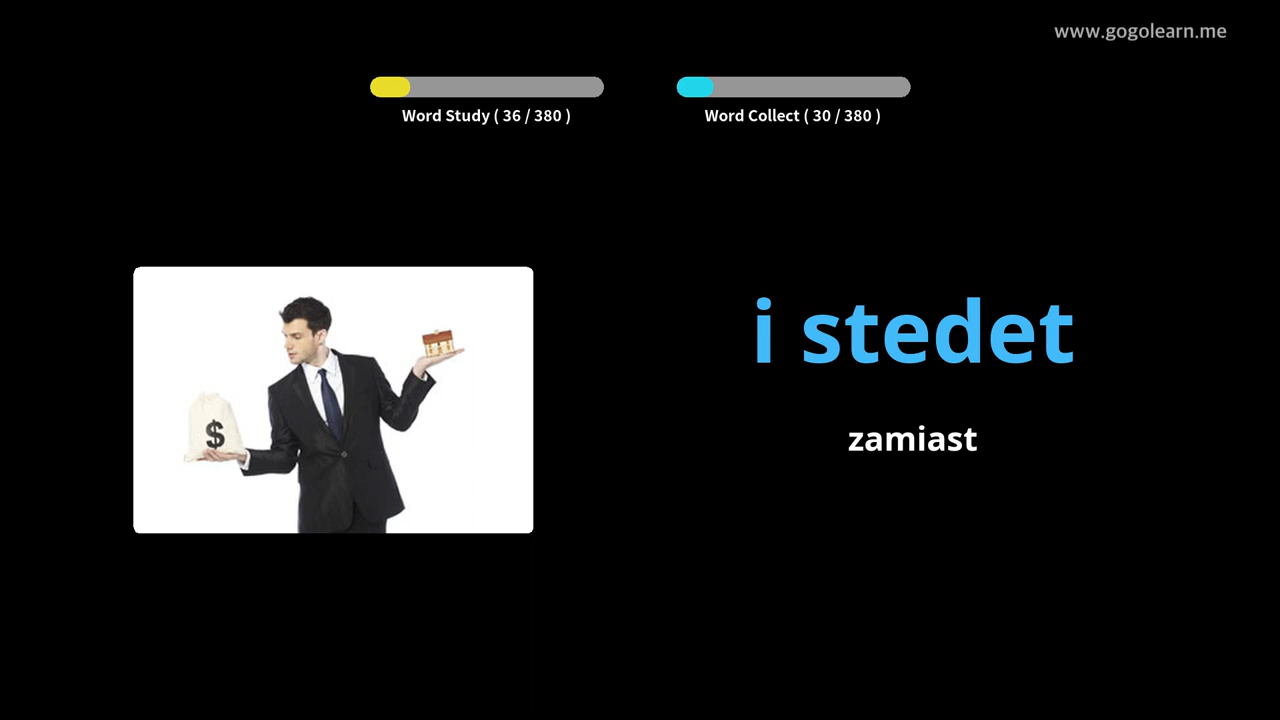 www.gogolearn.me
Word Study ( 36 / 380 )
Word Collect ( 30 / 380 )
i stedet
zamiast
$